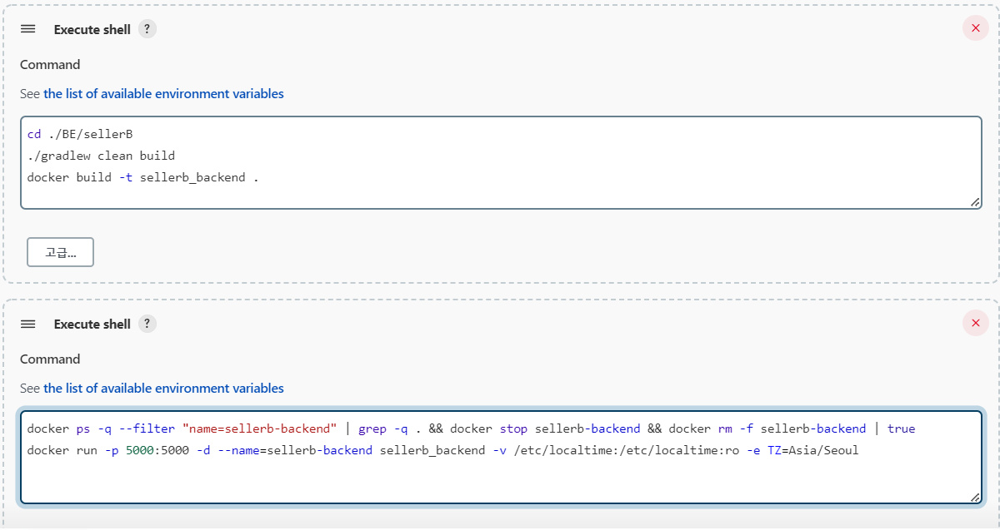 Execute shell ?
Command
See the list of available environment variables
cd ./BE/sellerB
./gradlew clean build
docker build -t sellerb_backend .
고급...
Execute shell ?
Command
See the list of available environment variables
docker ps -q --filter "name=sellerb-backend" | grep -q . && docker stop sellerb-backend && docker rm -f sellerb-backend | true
docker run -p 5000:5000 -d --name=sellerb-backend sellerb_backend -v /etc/localtime:/etc/localtime:ro -e TZ=Asia/Seoul